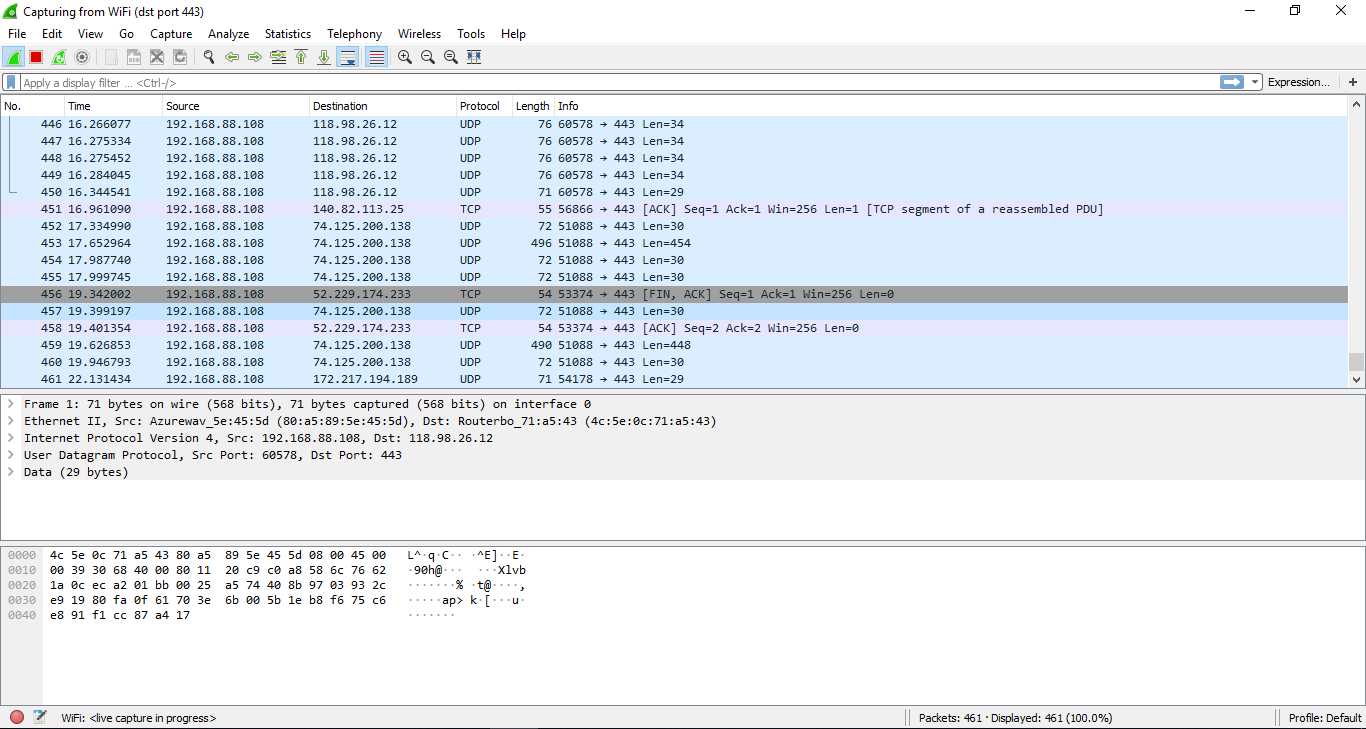 Capturing from WiFi (dst port 443)
File Edit View Go Capture Analyze Statistics Telephony Wireless Tools Help
Apply a display filter ... <Ctrl-/> Expression... +
No. Time Source Destination Protocol Length Info
446 16.266077 192.168.88.108 118.98.26.12 UDP 76 60578 → 443 Len=34
447 16.275334 192.168.88.108 118.98.26.12 UDP 76 60578 → 443 Len=34
448 16.275452 192.168.88.108 118.98.26.12 UDP 76 60578 → 443 Len=34
449 16.284045 192.168.88.108 118.98.26.12 UDP 76 60578 → 443 Len=34
450 16.344541 192.168.88.108 118.98.26.12 UDP 71 60578 → 443 Len=29
451 16.961090 192.168.88.108 140.82.113.25 TCP 55 56866 → 443 [ACK] Seq=1 Ack=1 Win=256 Len=1 [TCP segment of a reassembled PDU]
452 17.334990 192.168.88.108 74.125.200.138 UDP 72 51088 → 443 Len=30
453 17.652964 192.168.88.108 74.125.200.138 UDP 496 51088 → 443 Len=454
454 17.987740 192.168.88.108 74.125.200.138 UDP 72 51088 → 443 Len=30
455 17.999745 192.168.88.108 74.125.200.138 UDP 72 51088 → 443 Len=30
456 19.342002 192.168.88.108 52.229.174.233 TCP 54 53374 → 443 [FIN, ACK] Seq=1 Ack=1 Win=256 Len=0
457 19.399197 192.168.88.108 74.125.200.138 UDP 72 51088 → 443 Len=30
458 19.401354 192.168.88.108 52.229.174.233 TCP 54 53374 → 443 [ACK] Seq=2 Ack=2 Win=256 Len=0
459 19.626853 192.168.88.108 74.125.200.138 UDP 490 51088 → 443 Len=448
460 19.946793 192.168.88.108 74.125.200.138 UDP 72 51088 → 443 Len=30
461 22.131434 192.168.88.108 172.217.194.189 UDP 71 54178 → 443 Len=29
Frame 1: 71 bytes on wire (568 bits), 71 bytes captured (568 bits) on interface 0
Ethernet II, Src: Azurewav_5e:45:5d (80:a5:89:5e:45:5d), Dst: Routerbo_71:a5:43 (4c:5e:0c:71:a5:43)
Internet Protocol Version 4, Src: 192.168.88.108, Dst: 118.98.26.12
User Datagram Protocol, Src Port: 60578, Dst Port: 443
Data (29 bytes)
0000 4c 5e 0c 71 a5 43 80 a5 89 5e 45 5d 08 00 45 00 L^·q·C·· ·^E]··E·
0010 00 39 30 68 40 00 80 11 20 c9 c0 a8 58 6c 76 62 ·90h@··· ···Xlvb
0020 1a 0c ec a2 01 bb 00 25 a5 74 40 8b 97 03 93 2c ·······% ·t@····,
0030 e9 19 80 fa 0f 61 70 3e 6b 00 5b 1e b8 f6 75 c6 ·····ap> k·[···u·
0040 e8 91 f1 cc 87 a4 17 ·······
WiFi: <live capture in progress> Packets: 461 · Displayed: 461 (100.0%) Profile: Default